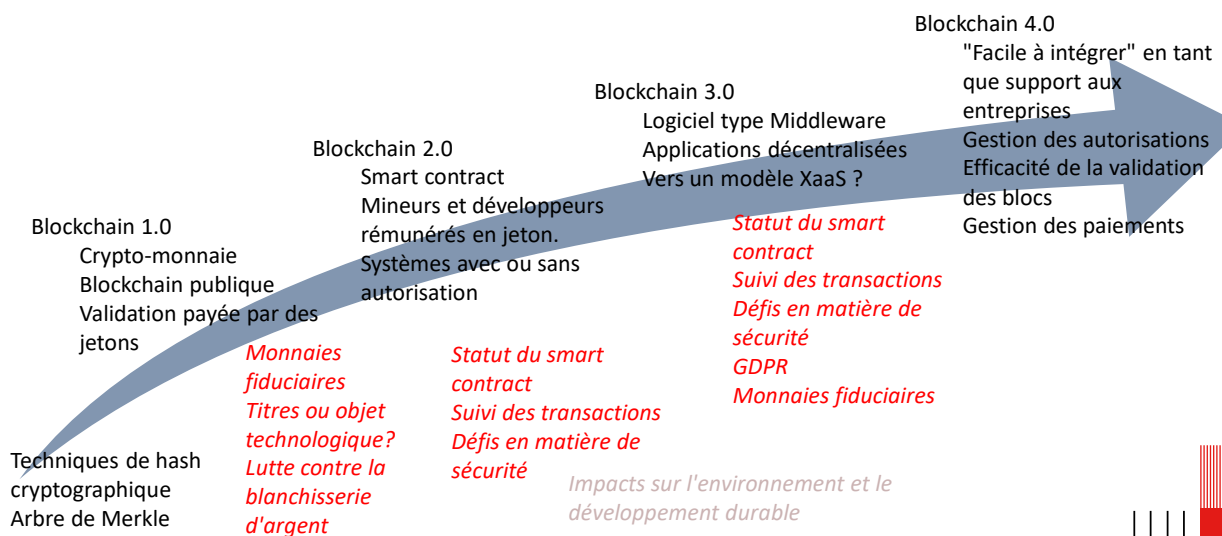 Blockchain 1.0
Crypto-monnaie
Blockchain publique
Validation payée par des
jetons
Blockchain 2.0
Smart contract
Mineurs et développeurs
rémunérés en jeton.
Systèmes avec ou sans
autorisation
Blockchain 3.0
Logiciel type Middleware
Applications décentralisées
Vers un modèle XaaS ?
Blockchain 4.0
"Facile à intégrer" en tant
que support aux
entreprises
Gestion des autorisations
Efficacité de la validation
des blocs
Gestion des paiements
Techniques de hash
cryptographique
Arbre de Merkle
Monnaies
fiduciaires
Titres ou objet
technologique?
Lutte contre la
blanchisserie
d'argent
Statut du smart
contract
Suivi des transactions
Défis en matière de
sécurité
Statut du smart
contract
Suivi des transactions
Défis en matière de
sécurité
GDPR
Monnaies fiduciaires
Impacts sur l'environnement et le
développement durable